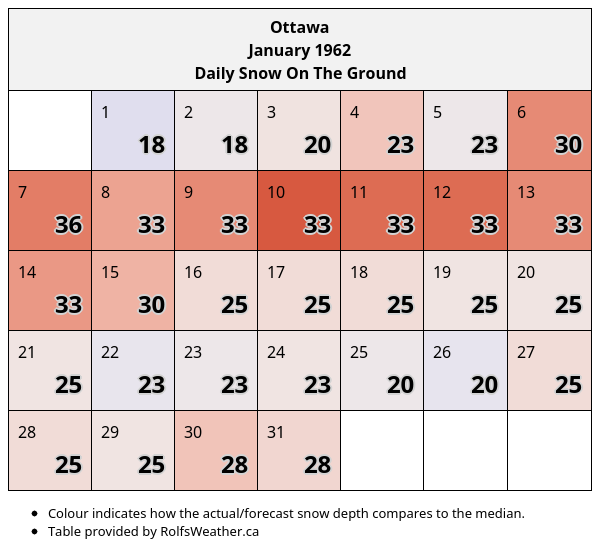 Ottawa
January 1962
Daily Snow On The Ground
1 2 3 4 5 6
18 18 20 23 23 30
7 8 9 10 11 12 13
36 33 33 33 33 33 33
14 15 16 17 18 19 20
33 30 25 25 25 25 25
21 22 23 24 25 26 27
25 23 23 23 20 20 25
28 29 30 31
25 25 28 28
• Colour indicates how the actual/forecast snow depth compares to the median.
• Table provided by RolfsWeather.ca